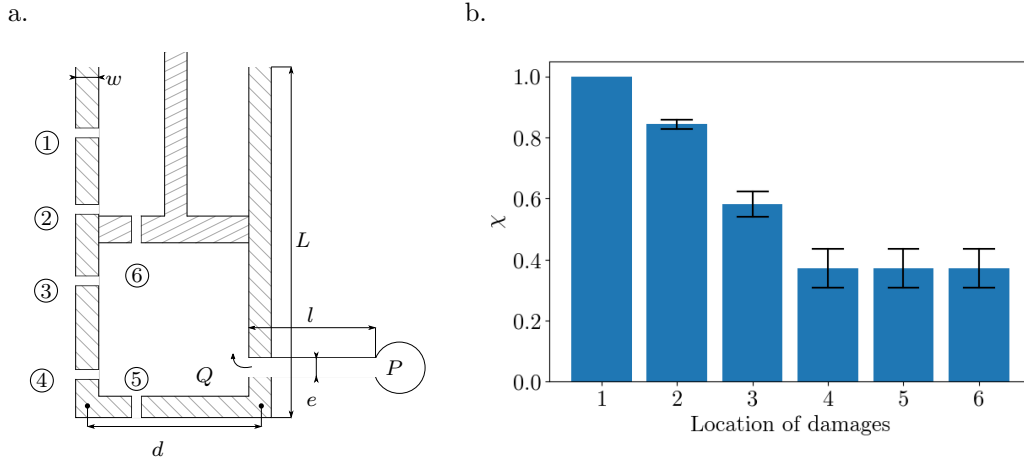 a.
w
①
②
③
④
⑤
⑥
L
l
Q
P
e
d
b.
χ
1.0
0.8
0.6
0.4
0.2
0.0
1 2 3 4 5 6
Location of damages